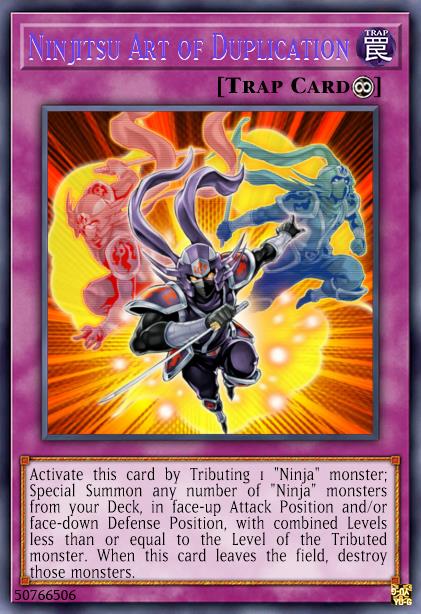 Ninjitsu Art of Duplication
TRAP
罠
[Trap Card]
Activate this card by Tributing 1 "Ninja" monster;
Special Summon any number of "Ninja" monsters
from your Deck, in face-up Attack Position and/or
face-down Defense Position, with combined Levels
less than or equal to the Level of the Tributed
monster. When this card leaves the field, destroy
those monsters.
50766506